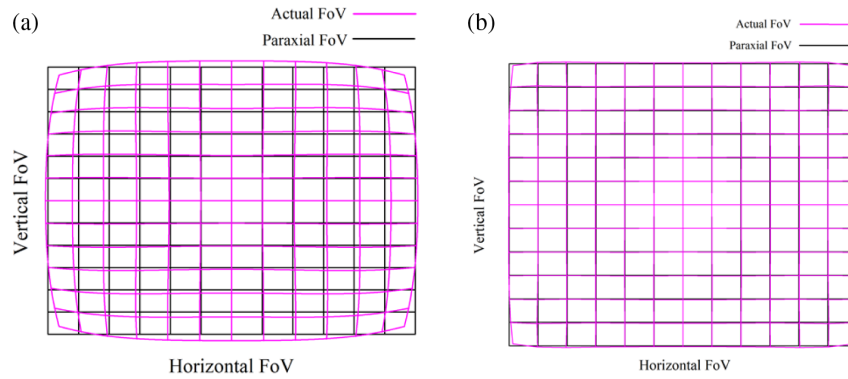 (a)
Actual FoV
Paraxial FoV
Vertical FoV
Horizontal FoV
(b)
Actual FoV
Paraxial FoV
Vertical FoV
Horizontal FoV